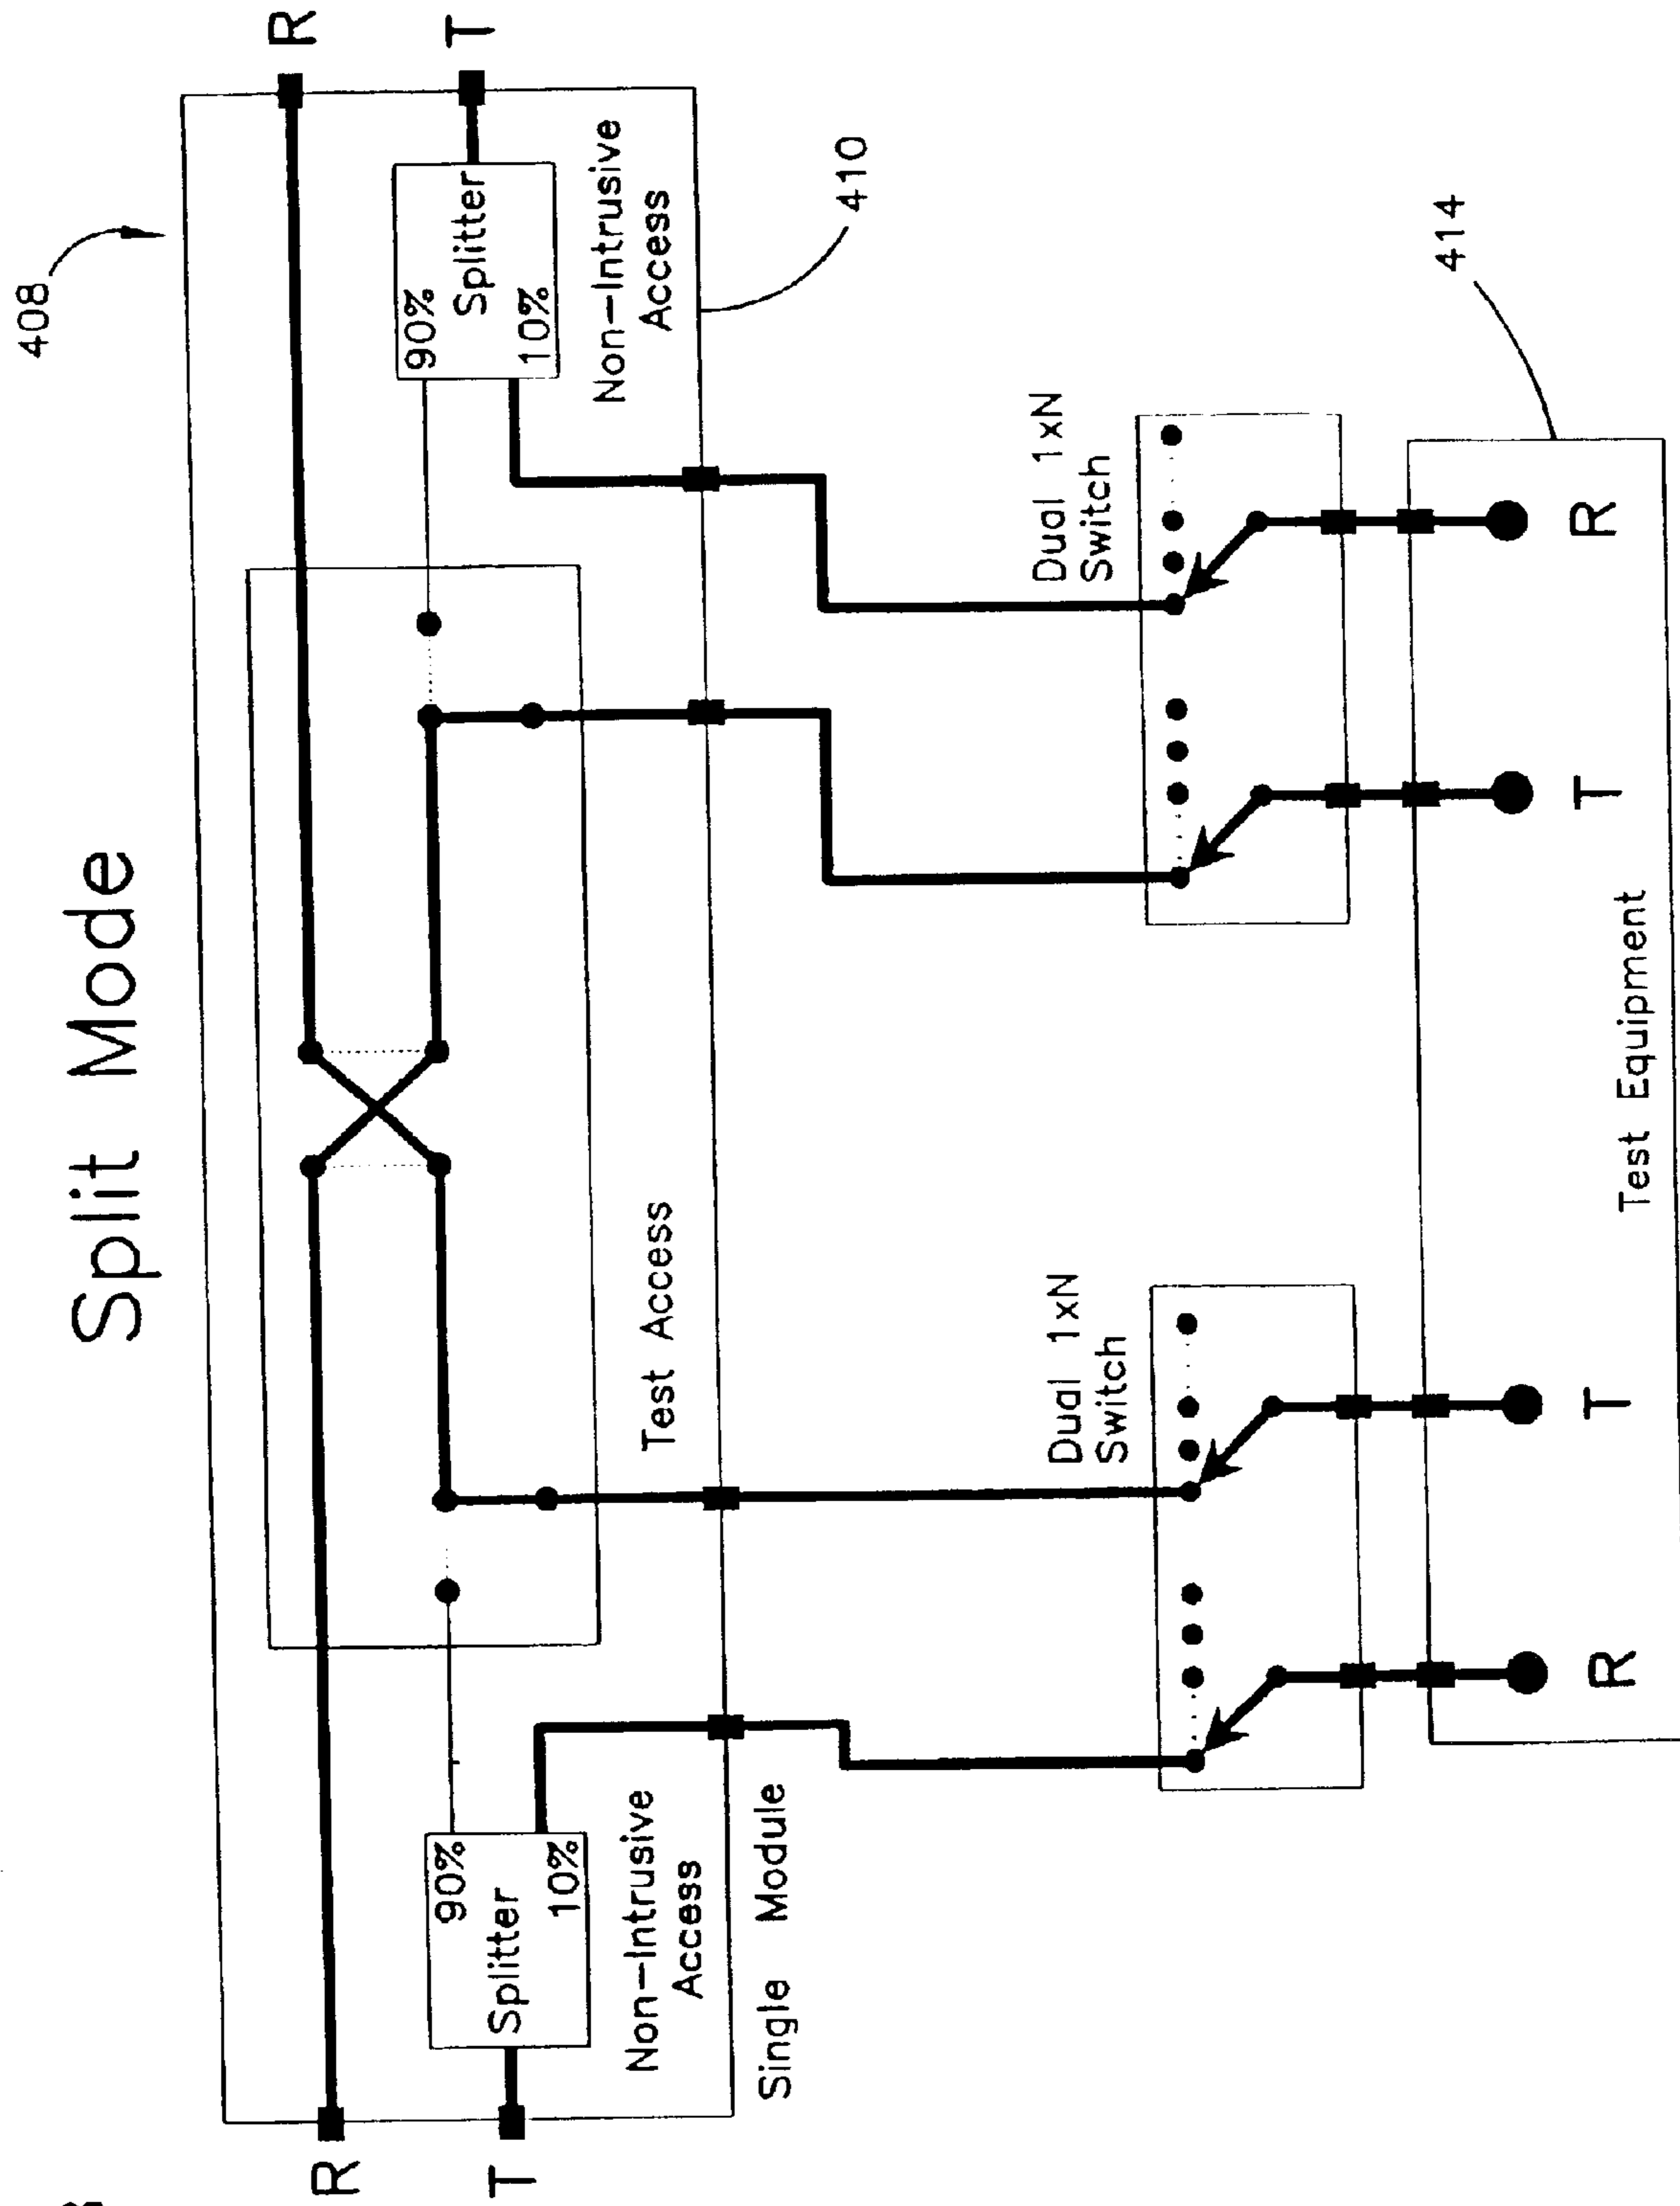 Split Mode
408
R
T
R
T
Splitter
90%
10%
90%
Splitter
10%
Non-Intrusive
Access
Test Access
Non-Intrusive
Access
Single Module
410
Dual 1xN
Switch
Dual 1xN
Switch
414
R
T
T
R
Test Equipment